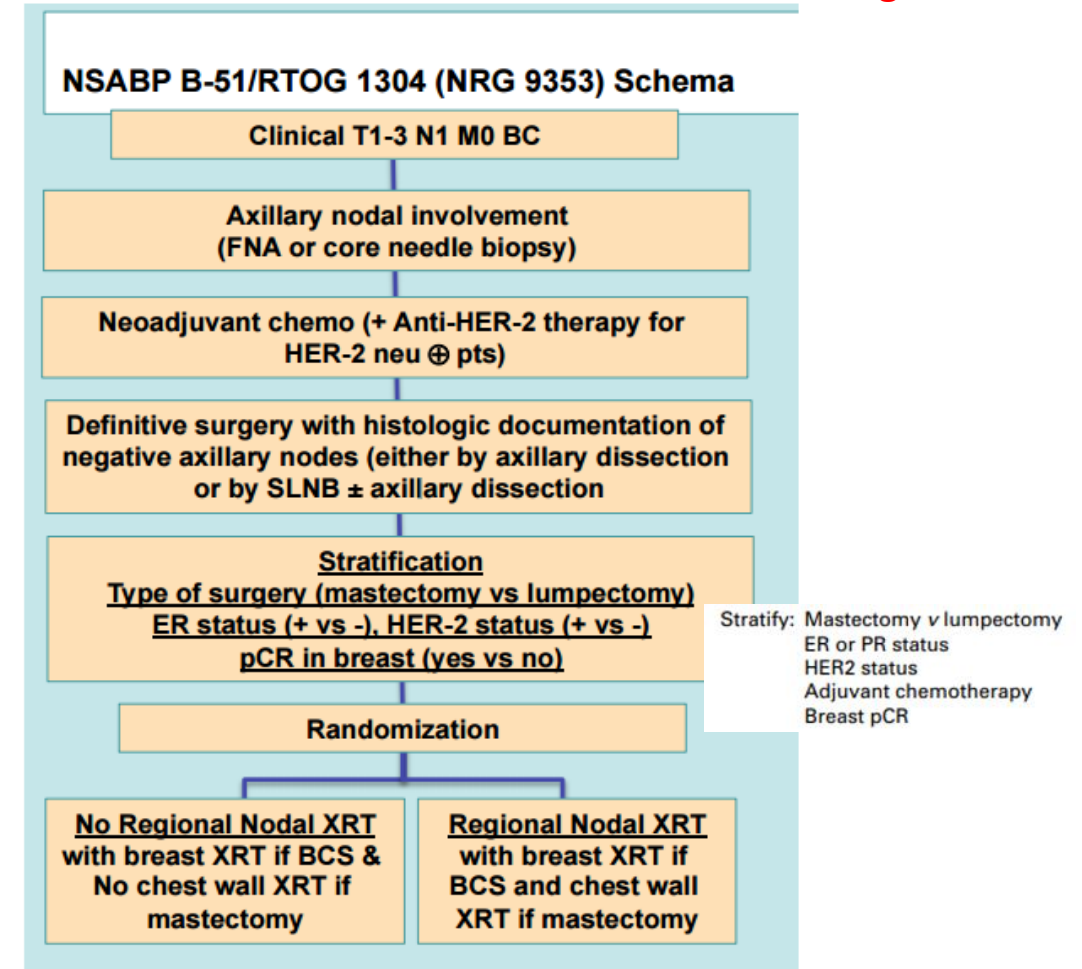 NSABP B-51/RTOG 1304 (NRG 9353) Schema
Clinical T1-3 N1 M0 BC
Axillary nodal involvement
(FNA or core needle biopsy)
Neoadjuvant chemo (+ Anti-HER-2 therapy for
HER-2 neu ⊕ pts)
Definitive surgery with histologic documentation of
negative axillary nodes (either by axillary dissection
or by SLNB ± axillary dissection
Stratification
Type of surgery (mastectomy vs lumpectomy)
ER status (+ vs -), HER-2 status (+ vs -)
pCR in breast (yes vs no)
Stratify: Mastectomy v lumpectomy
ER or PR status
HER2 status
Adjuvant chemotherapy
Breast pCR
Randomization
No Regional Nodal XRT
with breast XRT if BCS &
No chest wall XRT if
mastectomy
Regional Nodal XRT
with breast XRT if
BCS and chest wall
XRT if mastectomy